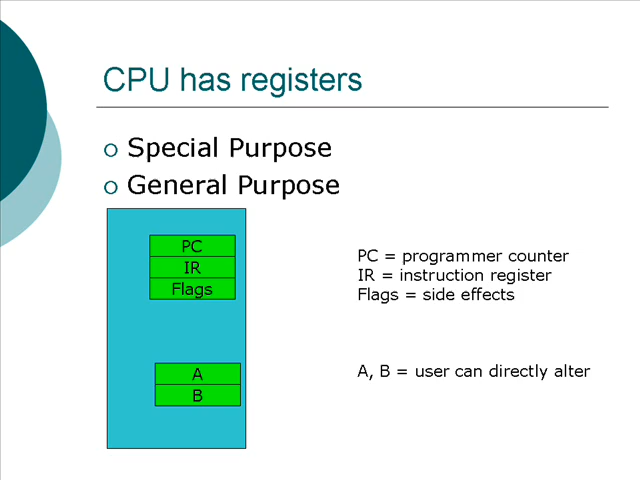 CPU has registers
Special Purpose
General Purpose
PC
IR
Flags
PC = programmer counter
IR = instruction register
Flags = side effects
A
B
A, B = user can directly alter